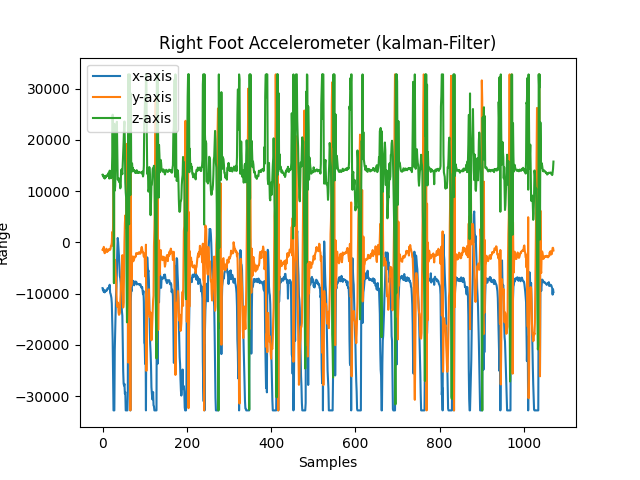 Right Foot Accelerometer (kalman-Filter)
x-axis
y-axis
z-axis
30000
20000
10000
0
−10000
−20000
−30000
Range
0 200 400 600 800 1000
Samples